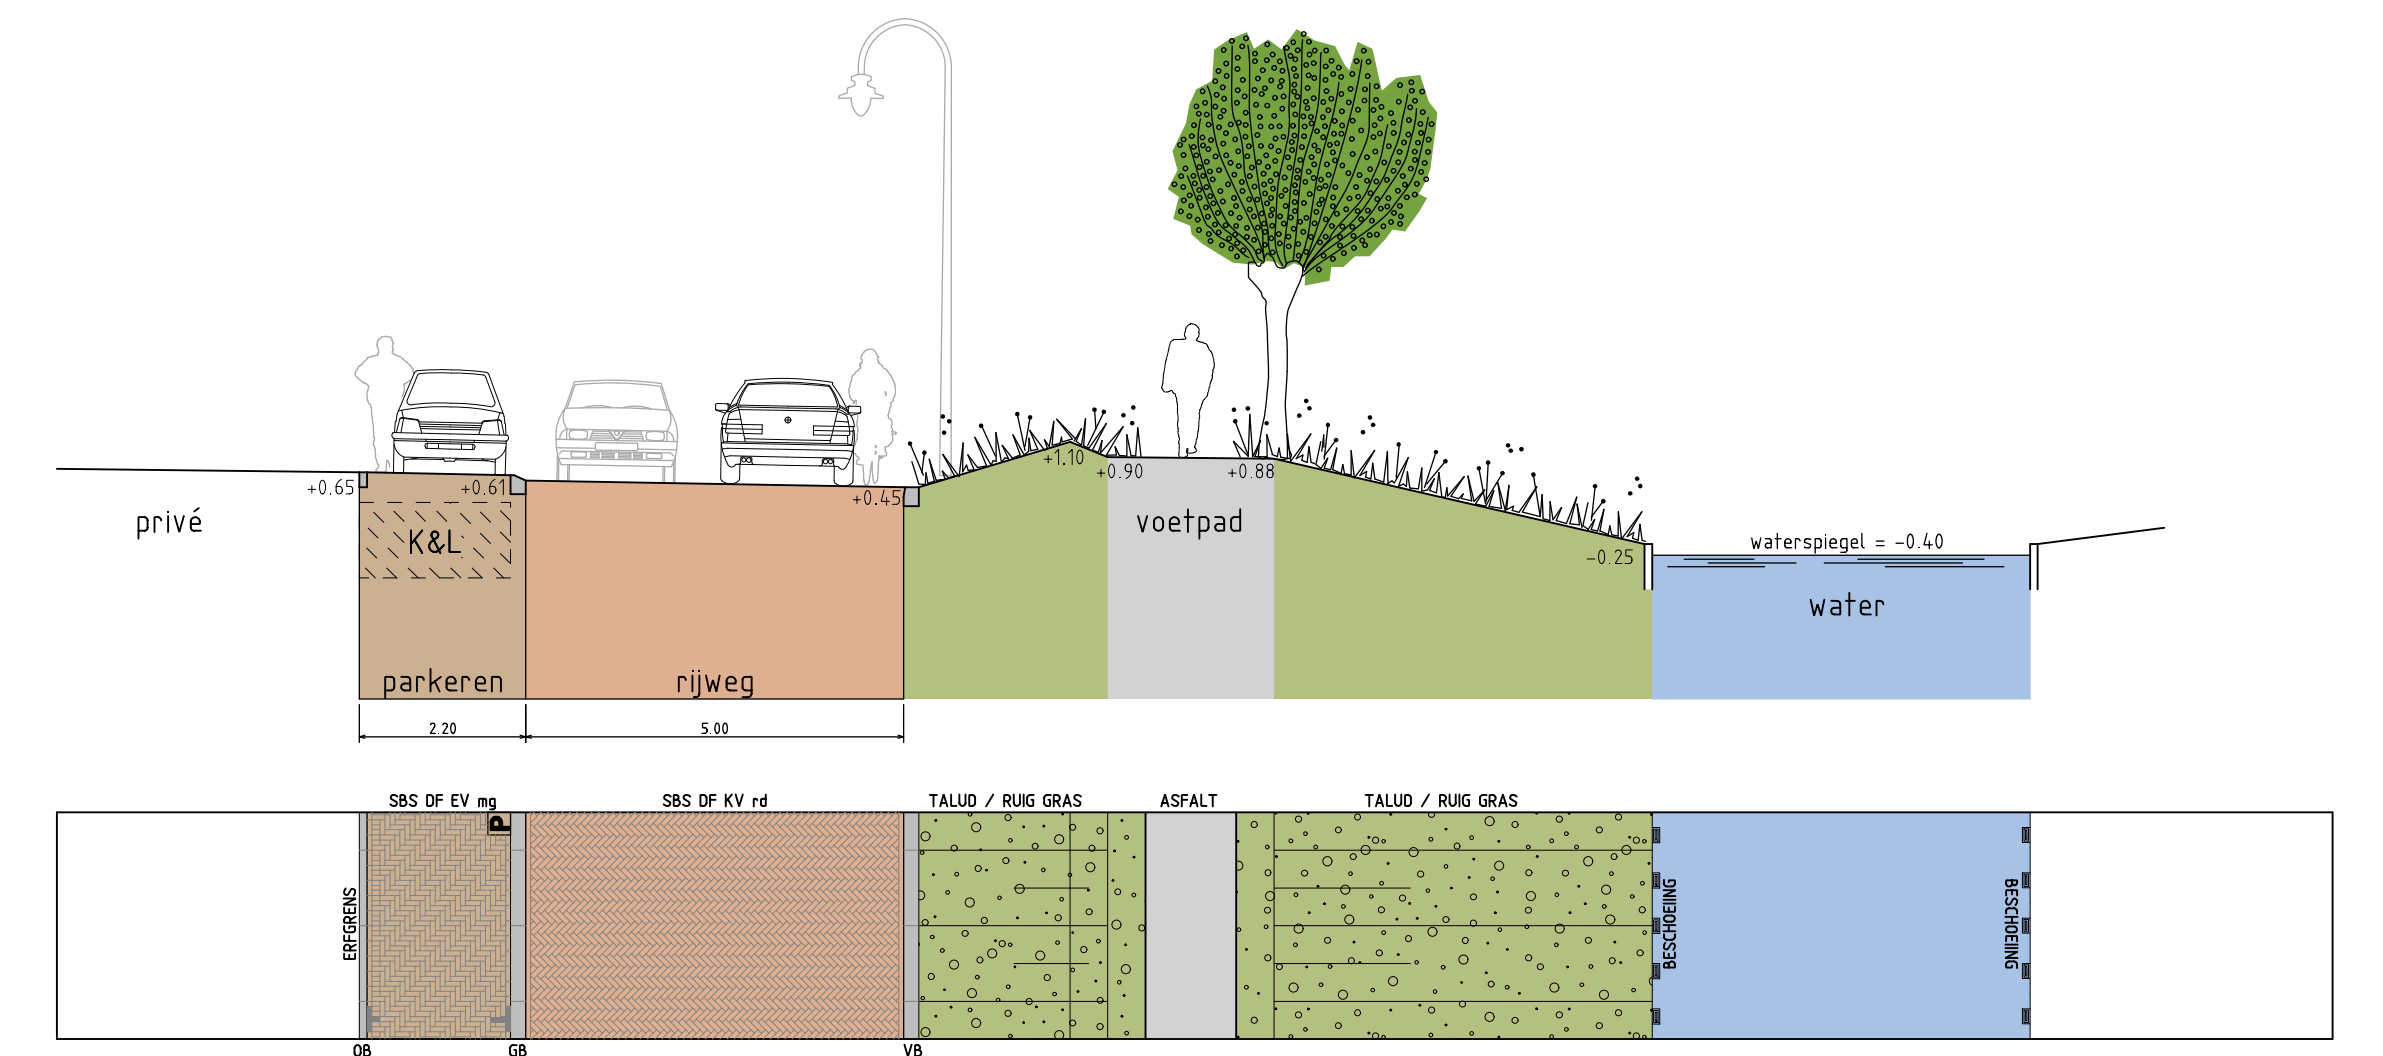 +1.10
+0.90
+0.88
+0.65
+0.61
+0.45
privé
K&L
voetpad
waterspiegel = -0.40
-0.25
water
parkeren
rijweg
2.20
5.00
SBS DF EV mg
SBS DF KV rd
TALUD / RUIG GRAS
ASFALT
TALUD / RUIG GRAS
P
ERFGRENS
BESCHOEIING
BESCHOEIING
OB
GB
VB